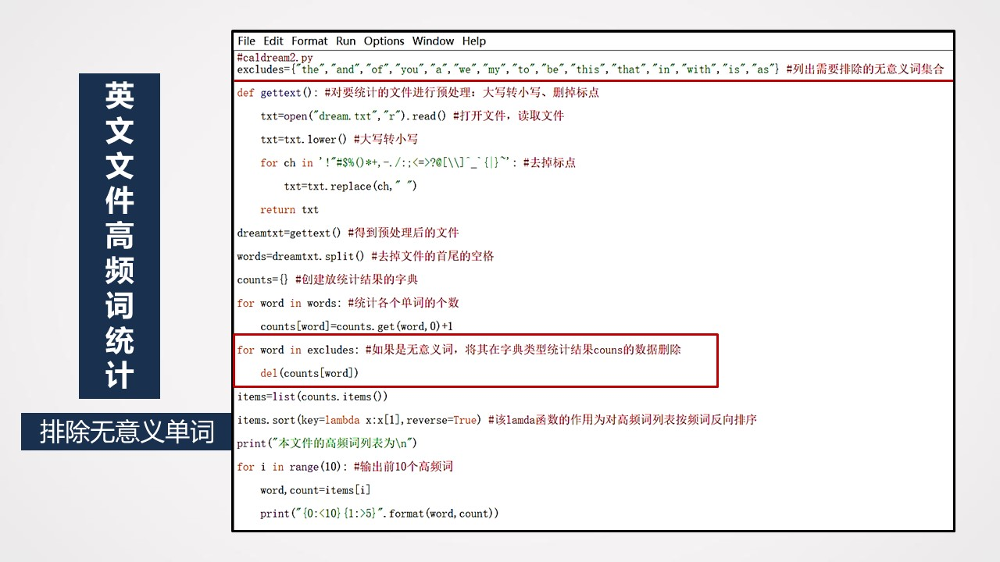 英文文件高频词统计
排除无意义单词
File Edit Format Run Options Window Help
#caldream2.py
excludes={"the","and","of","you","a","we","my","to","be","this","that","in","with","is","as"} #列出需要排除的无意义词集合
def gettext(): #对要统计的文件进行预处理：大写转小写、删掉标点
txt=open("dream.txt","r").read() #打开文件，读取文件
txt=txt.lower() #大写转小写
for ch in '!"#$%()*+,-./:;<=>?@[\\]^_`{|}~': #去掉标点
txt=txt.replace(ch," ")
return txt
dreamtxt=gettext() #得到预处理后的文件
words=dreamtxt.split() #去掉文件的首尾的空格
counts={} #创建放统计结果的字典
for word in words: #统计各个单词的个数
counts[word]=counts.get(word,0)+1
for word in excludes: #如果是无意义词，将其在字典类型统计结果couns的数据删除
del(counts[word])
items=list(counts.items())
items.sort(key=lambda x:x[1],reverse=True) #该lamda函数的作用为对高频词列表按频词反向排序
print("本文件的高频词列表为\n")
for i in range(10): #输出前10个高频词
word,count=items[i]
print("{0:<10}{1:>5}".format(word,count))